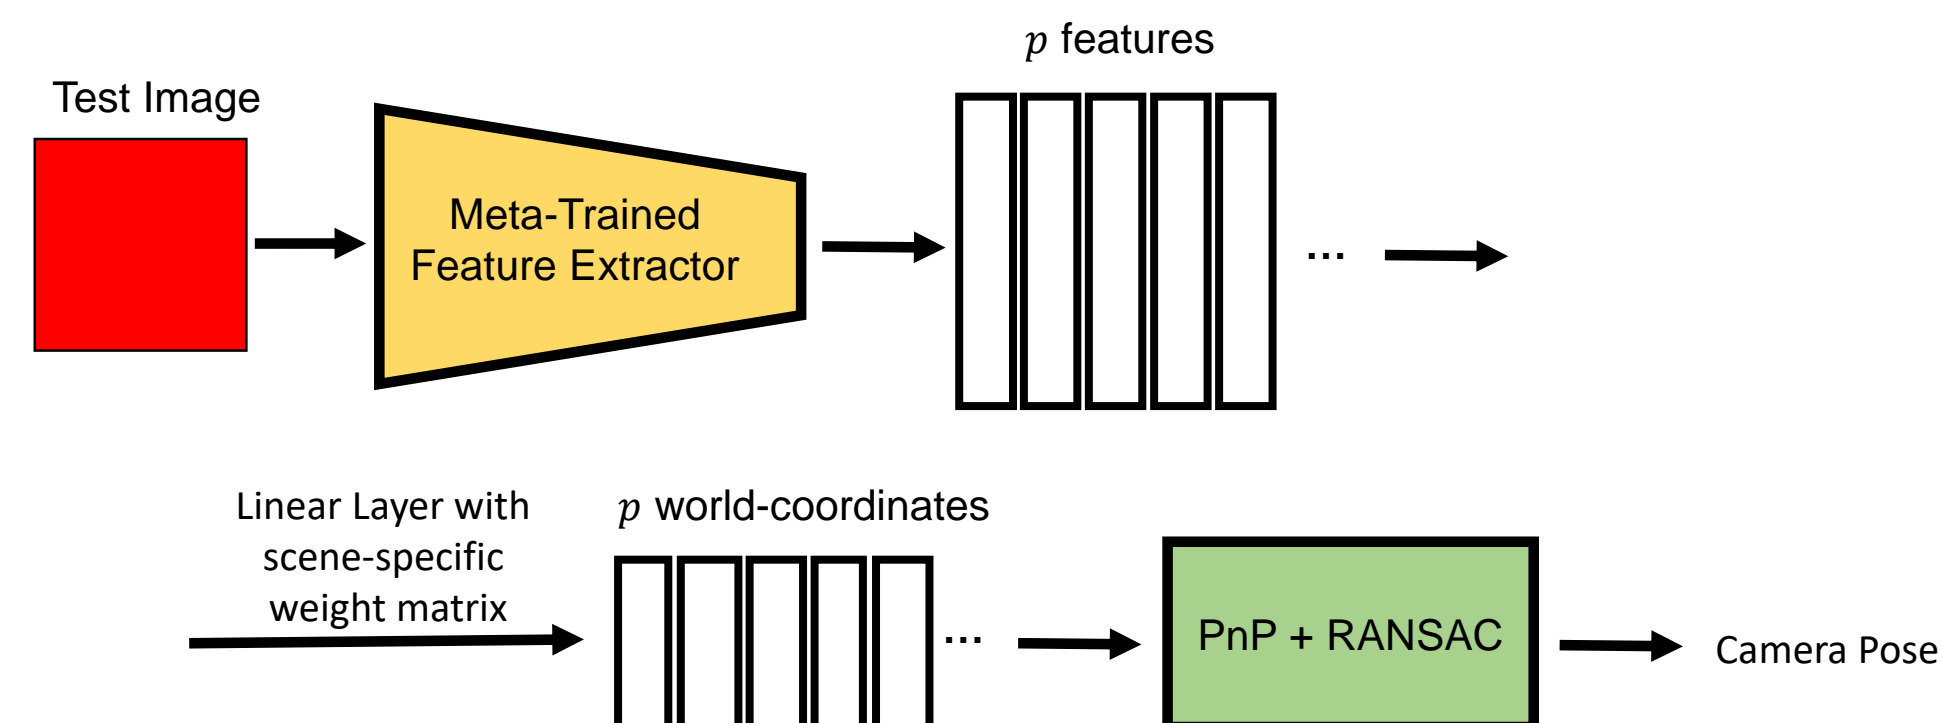 p features
Test Image
Meta-Trained
Feature Extractor
...
Linear Layer with
scene-specific
weight matrix
p world-coordinates
...
PnP + RANSAC
Camera Pose